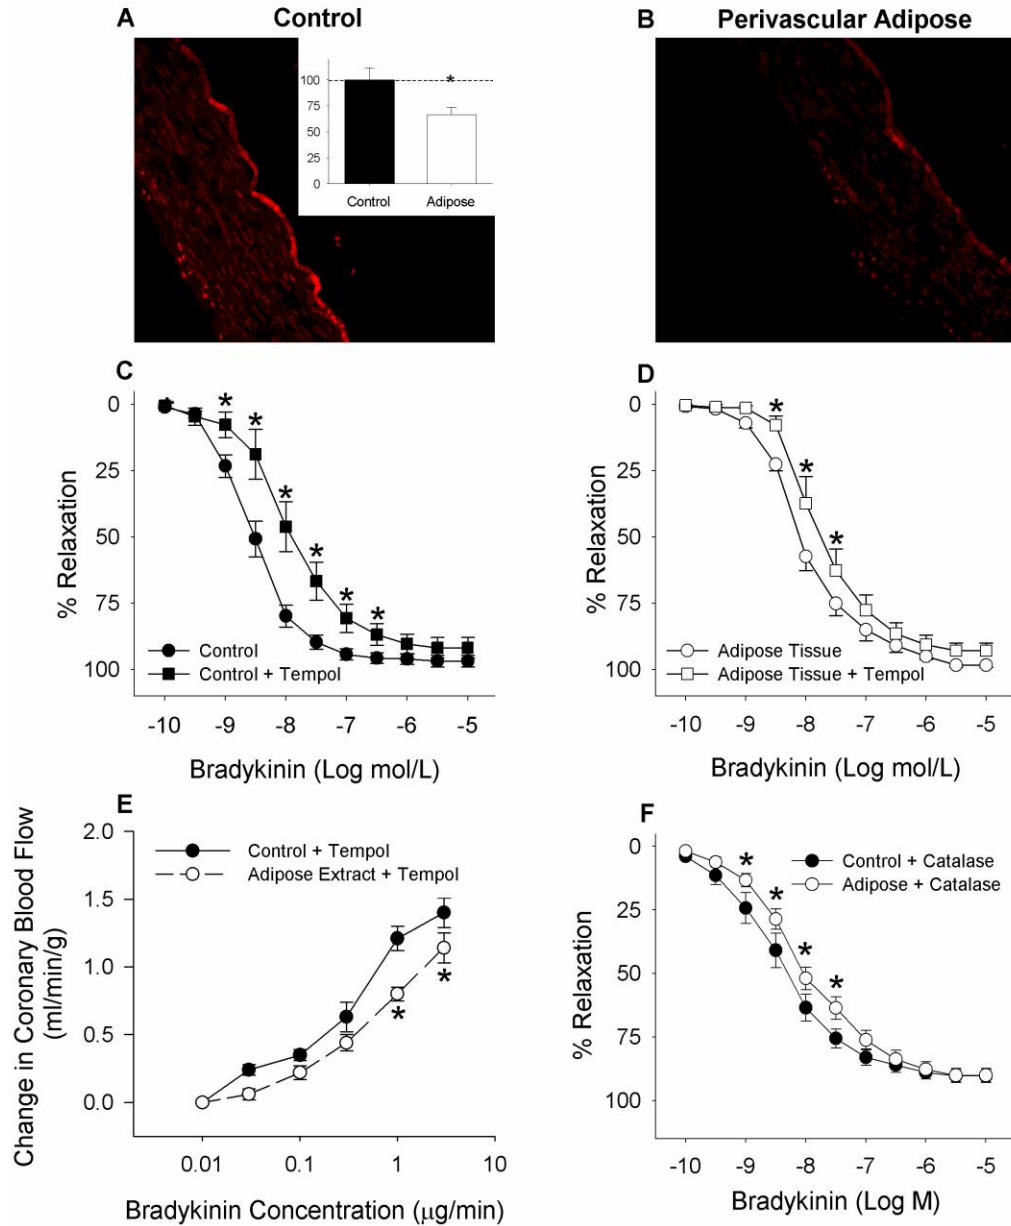 A
Control
B
Perivascular Adipose
100
75
50
25
0
*
Control
Adipose
C
0
25
50
75
100
% Relaxation
* * * * * * *
Control
Control + Tempol
-10 -9 -8 -7 -6 -5
Bradykinin (Log mol/L)
D
0
25
50
75
100
% Relaxation
* * *
Adipose Tissue
Adipose Tissue + Tempol
-10 -9 -8 -7 -6 -5
Bradykinin (Log mol/L)
E
2.0
1.5
1.0
0.5
0.0
Change in Coronary Blood Flow
(ml/min/g)
Control + Tempol
Adipose Extract + Tempol
* *
0.01 0.1 1 10
Bradykinin Concentration (μg/min)
F
0
25
50
75
100
% Relaxation
* * * *
Control + Catalase
Adipose + Catalase
-10 -9 -8 -7 -6 -5
Bradykinin (Log M)